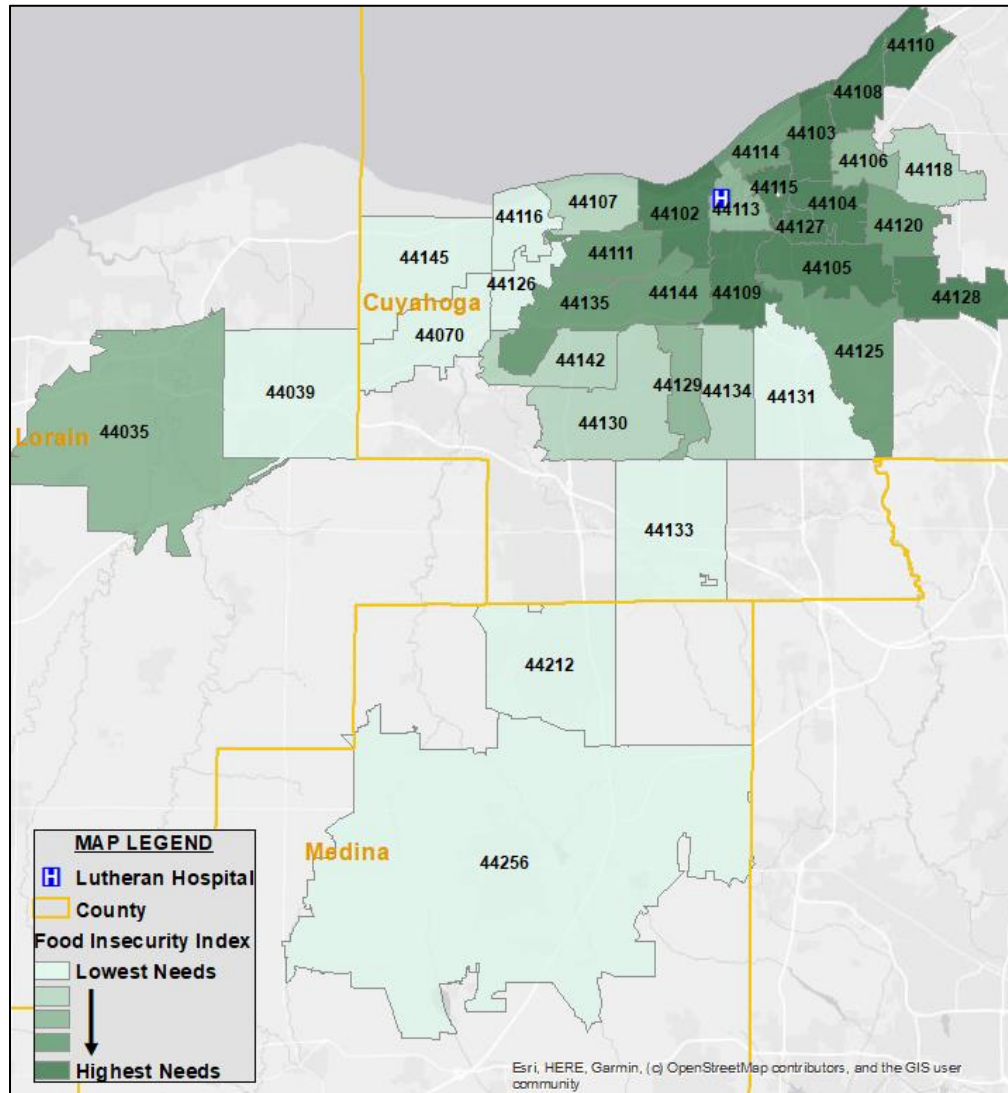 44110
44108
44103
44114
44106
44118
44115
44107
44116
44102
44113
44104
44120
44127
44111
44145
44105
44126
44128
44135
44144
44109
Cuyahoga
44070
44125
44142
44129
44134
44131
44039
44130
44035
Lorain
44133
44212
Medina
44256
MAP LEGEND
H Lutheran Hospital
County
Food Insecurity Index
Lowest Needs
Highest Needs
Esri, HERE, Garmin, (c) OpenStreetMap contributors, and the GIS user
community
H